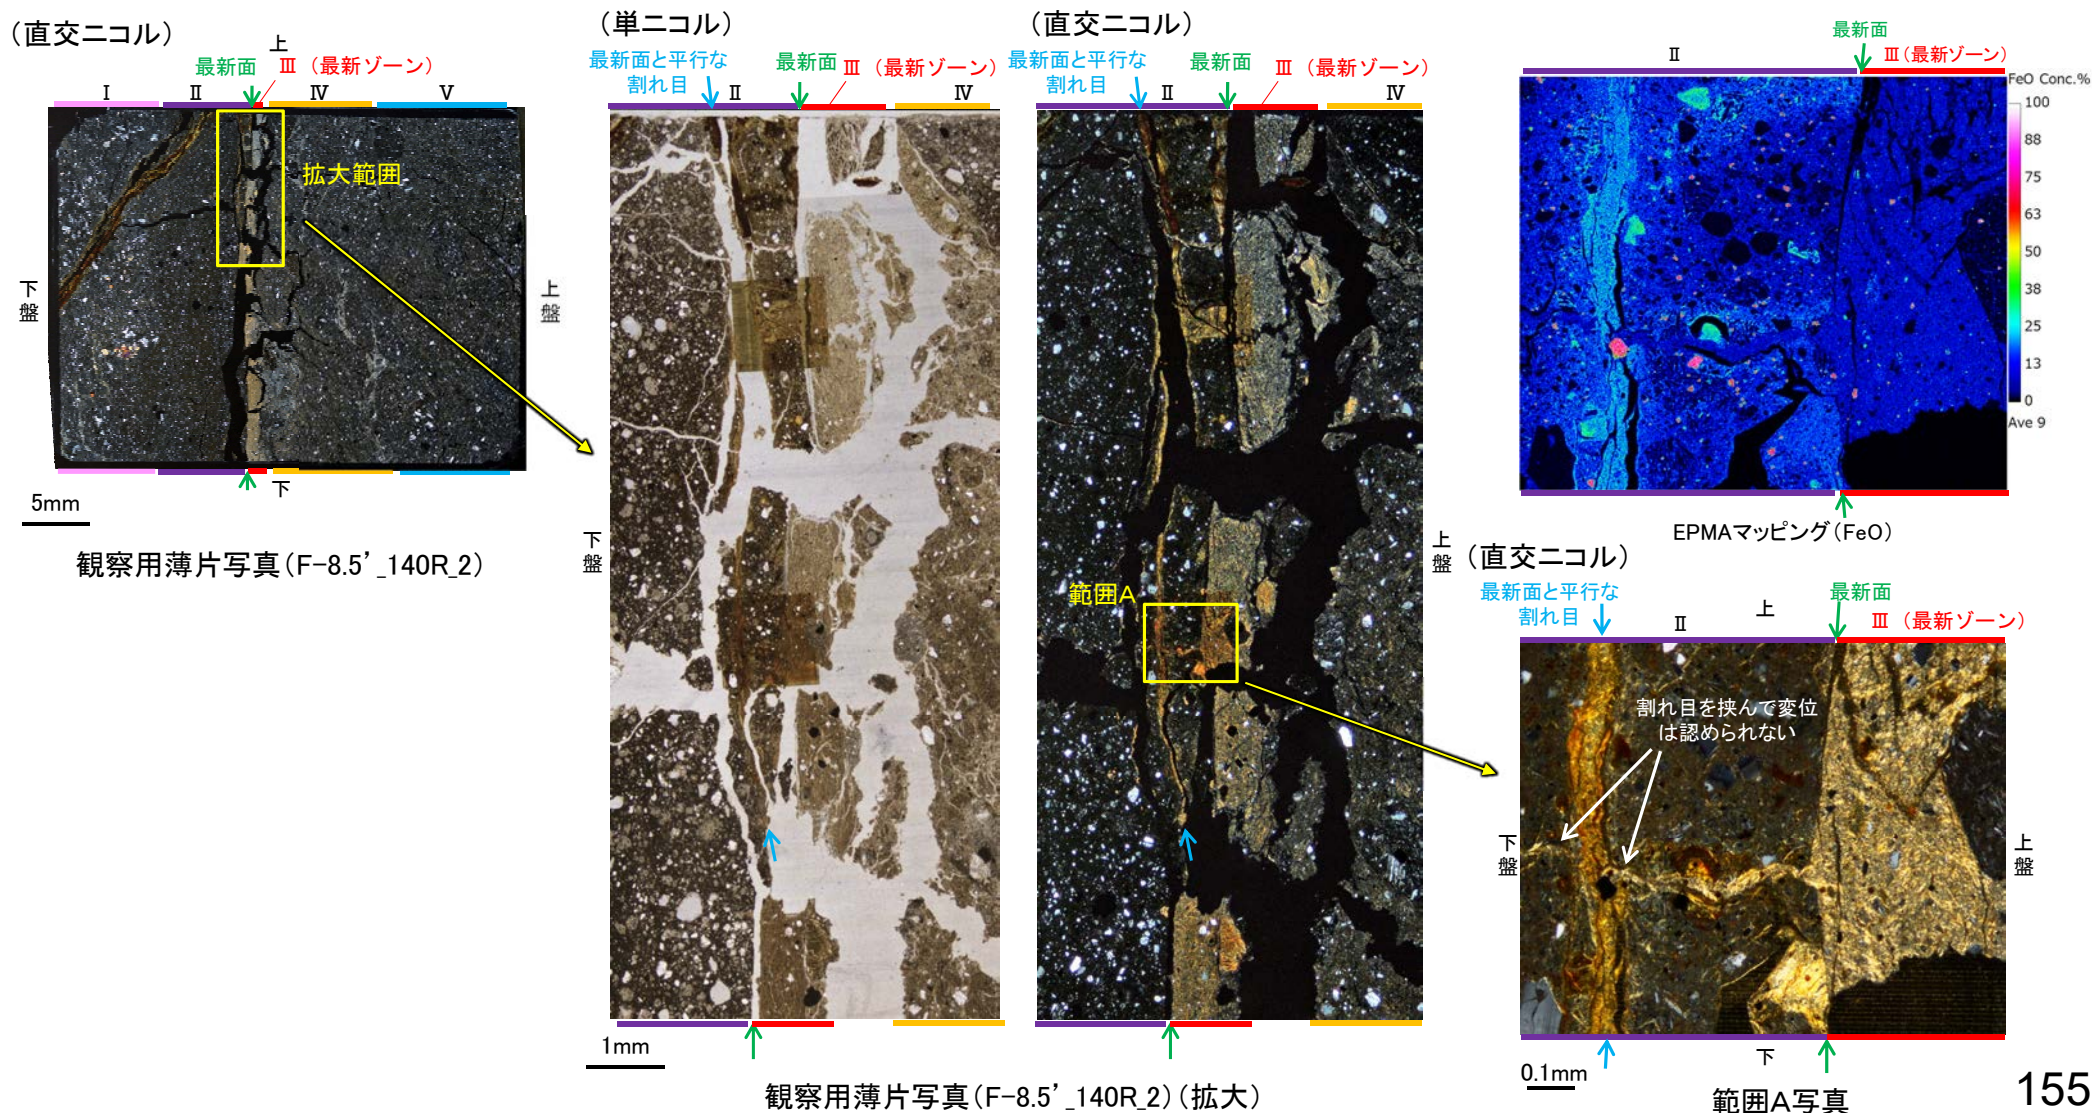 (直交ニコル)
上
最新面
Ⅲ (最新ゾーン)
Ⅰ
Ⅱ
Ⅳ
Ⅴ
拡大範囲
下盤
上盤
下
5mm
観察用薄片写真(F-8.5’_140R_2)
(単ニコル)
最新面と平行な
割れ目
Ⅱ
最新面
Ⅲ (最新ゾーン)
Ⅳ
下盤
1mm
(直交ニコル)
最新面と平行な
割れ目
Ⅱ
最新面
Ⅲ (最新ゾーン)
Ⅳ
範囲A
上盤
観察用薄片写真(F-8.5’_140R_2)(拡大)
最新面
Ⅱ
Ⅲ (最新ゾーン)
FeO Conc.%
100
88
75
63
50
38
25
13
0
Ave 9
EPMAマッピング(FeO)
(直交ニコル)
最新面と平行な
割れ目
Ⅱ
上
最新面
Ⅲ (最新ゾーン)
割れ目を挟んで変位
は認められない
下盤
上盤
下
0.1mm
範囲A写真
155